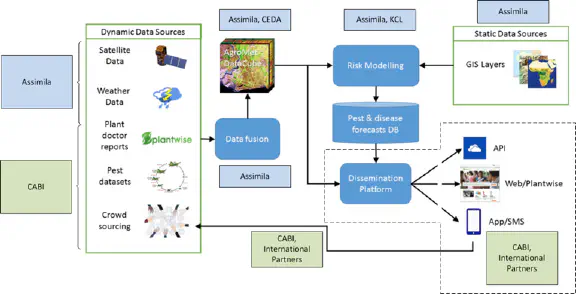 Assimila, CEDA
Assimila, KCL
Assimila
Dynamic Data Sources
Static Data Sources
Satellite
Data
AgroMet
DataCube
Risk Modelling
GIS Layers
Assimila
Weather
Data
Plant
doctor
reports
plantwise
Data fusion
Pest & disease
forecasts DB
API
CABI
Pest
datasets
Assimila
Dissemination
Platform
Web/Plantwise
Crowd
sourcing
App/SMS
CABI,
International
Partners
CABI,
International
Partners